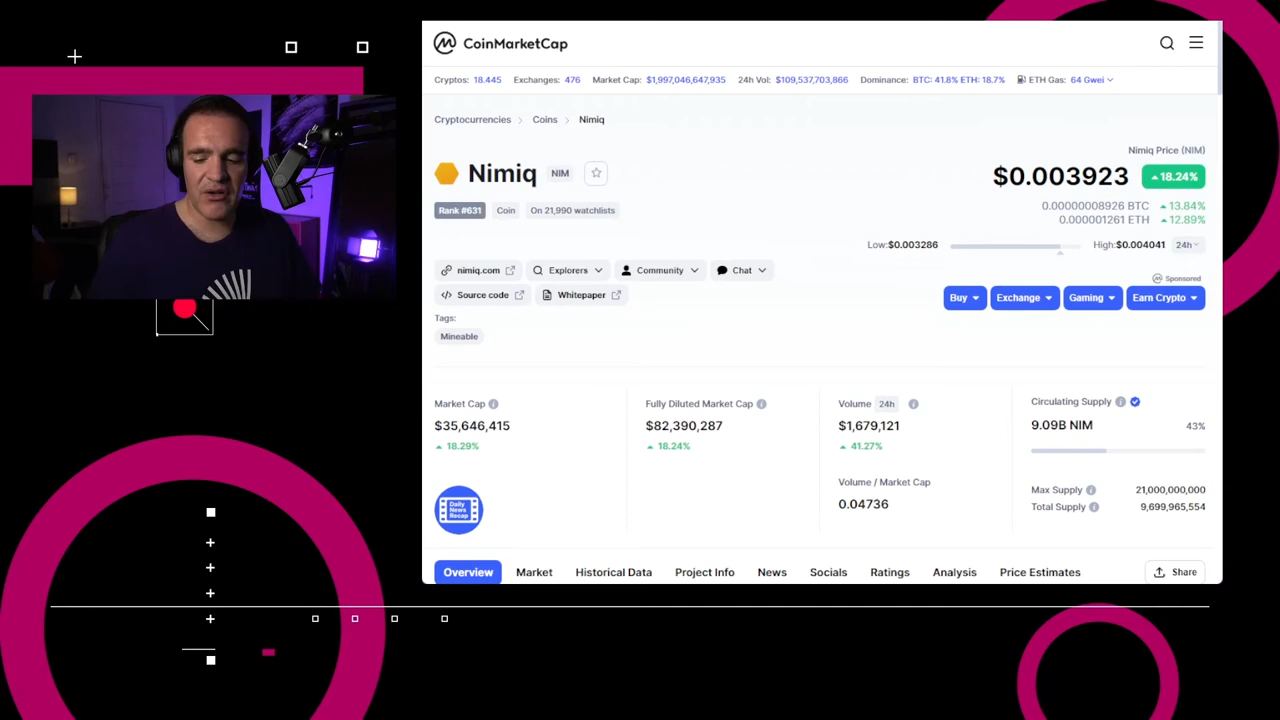 CoinMarketCap
Cryptos: 18.445 Exchanges: 476 Market Cap: $1,997,046,647,935 24h Vol: $109,537,703,866 Dominance: BTC: 41.8% ETH: 18.7% ETH Gas: 64 Gwei
Cryptocurrencies Coins Nimiq
Nimiq Price (NIM)
Nimiq NIM
$0.003923 18.24%
Rank #631 Coin On 21,990 watchlists
0.00000008926 BTC 13.84%
0.000001261 ETH 12.89%
Low:$0.003286 High:$0.004041 24h
nimiq.com Explorers Community Chat
Sponsored
Source code Whitepaper
Buy Exchange Gaming Earn Crypto
Tags:
Mineable
Market Cap
$35,646,415
18.29%
Fully Diluted Market Cap
$82,390,287
18.24%
Volume 24h
$1,679,121
41.27%
Volume / Market Cap
0.04736
Circulating Supply
9.09B NIM 43%
Max Supply 21,000,000,000
Total Supply 9,699,965,554
Daily
News
Recap
Overview Market Historical Data Project Info News Socials Ratings Analysis Price Estimates Share